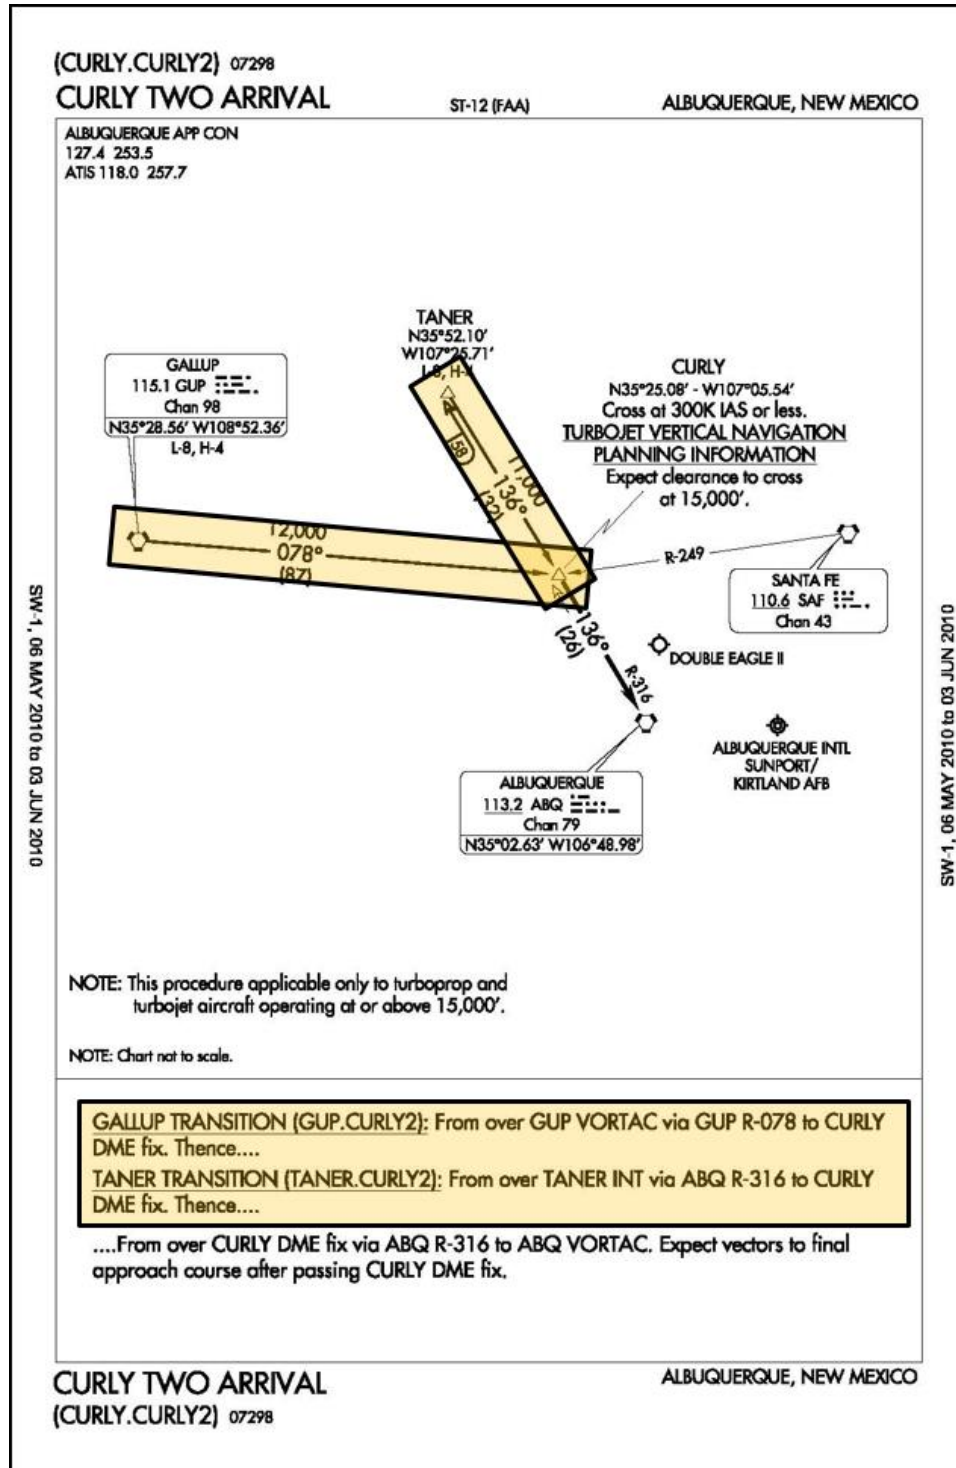 (CURLY.CURLY2) 07298
CURLY TWO ARRIVAL
ST-12 (FAA)
ALBUQUERQUE, NEW MEXICO
ALBUQUERQUE APP CON
127.4 253.5
ATIS 118.0 257.7
TANER
N35°52.10'
W107°25.71'
L-8, H-4
GALLUP
115.1 GUP
Chan 98
N35°28.56' W108°52.36'
L-8, H-4
CURLY
N35°25.08' - W107°05.54'
Cross at 300K IAS or less.
TURBOJET VERTICAL NAVIGATION
PLANNING INFORMATION
Expect clearance to cross
at 15,000'.
(58)
11,000
136°
(32)
12,000
078°
(87)
R-249
SANTA FE
110.6 SAF
Chan 43
136°
(26)
R-316
DOUBLE EAGLE II
ALBUQUERQUE INTL
SUNPORT/
KIRTLAND AFB
ALBUQUERQUE
113.2 ABQ
Chan 79
N35°02.63' W106°48.98'
SW-1, 06 MAY 2010 to 03 JUN 2010
SW-1, 06 MAY 2010 to 03 JUN 2010
NOTE: This procedure applicable only to turboprop and
turbojet aircraft operating at or above 15,000'.
NOTE: Chart not to scale.
GALLUP TRANSITION (GUP.CURLY2): From over GUP VORTAC via GUP R-078 to CURLY
DME fix. Thence....
TANER TRANSITION (TANER.CURLY2): From over TANER INT via ABQ R-316 to CURLY
DME fix. Thence....
....From over CURLY DME fix via ABQ R-316 to ABQ VORTAC. Expect vectors to final
approach course after passing CURLY DME fix.
CURLY TWO ARRIVAL
(CURLY.CURLY2) 07298
ALBUQUERQUE, NEW MEXICO